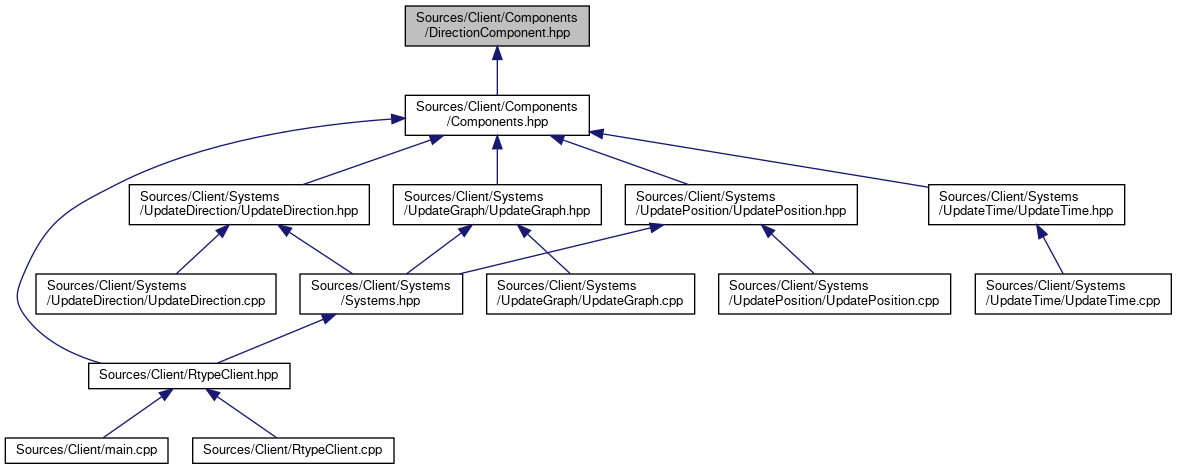 Sources/Client/Components
/DirectionComponent.hpp
Sources/Client/Components
/Components.hpp
Sources/Client/Systems
/UpdateDirection/UpdateDirection.hpp
Sources/Client/Systems
/UpdateGraph/UpdateGraph.hpp
Sources/Client/Systems
/UpdatePosition/UpdatePosition.hpp
Sources/Client/Systems
/UpdateTime/UpdateTime.hpp
Sources/Client/Systems
/UpdateDirection/UpdateDirection.cpp
Sources/Client/Systems
/Systems.hpp
Sources/Client/Systems
/UpdateGraph/UpdateGraph.cpp
Sources/Client/Systems
/UpdatePosition/UpdatePosition.cpp
Sources/Client/Systems
/UpdateTime/UpdateTime.cpp
Sources/Client/RtypeClient.hpp
Sources/Client/main.cpp
Sources/Client/RtypeClient.cpp